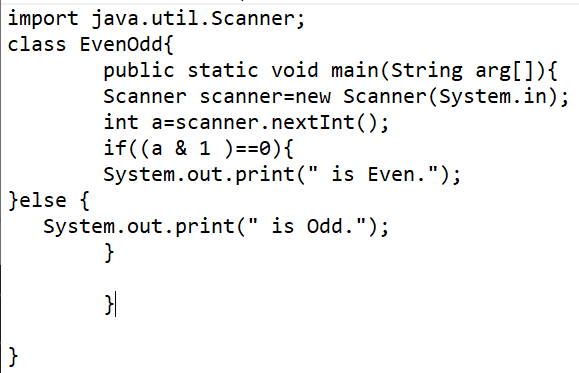 import java.util.Scanner;
class EvenOdd{
public static void main(String arg[]){
Scanner scanner=new Scanner(System.in);
int a=scanner.nextInt();
if((a & 1 )==0){
System.out.print(" is Even.");
}else {
System.out.print(" is Odd.");
}
}
}